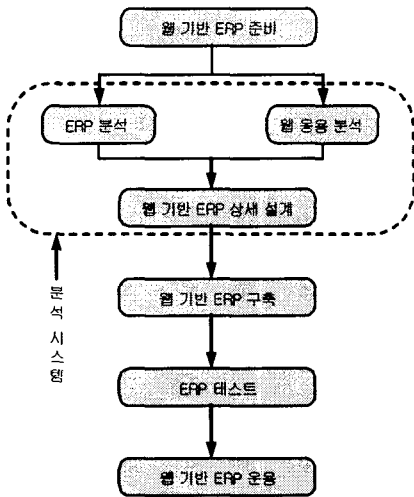 웹 기반 ERP 준비
ERP 분석
웹 응용 분석
웹 기반 ERP 상세 설계
분석 시스템
웹 기반 ERP 구축
ERP 테스트
웹 기반 ERP 운용